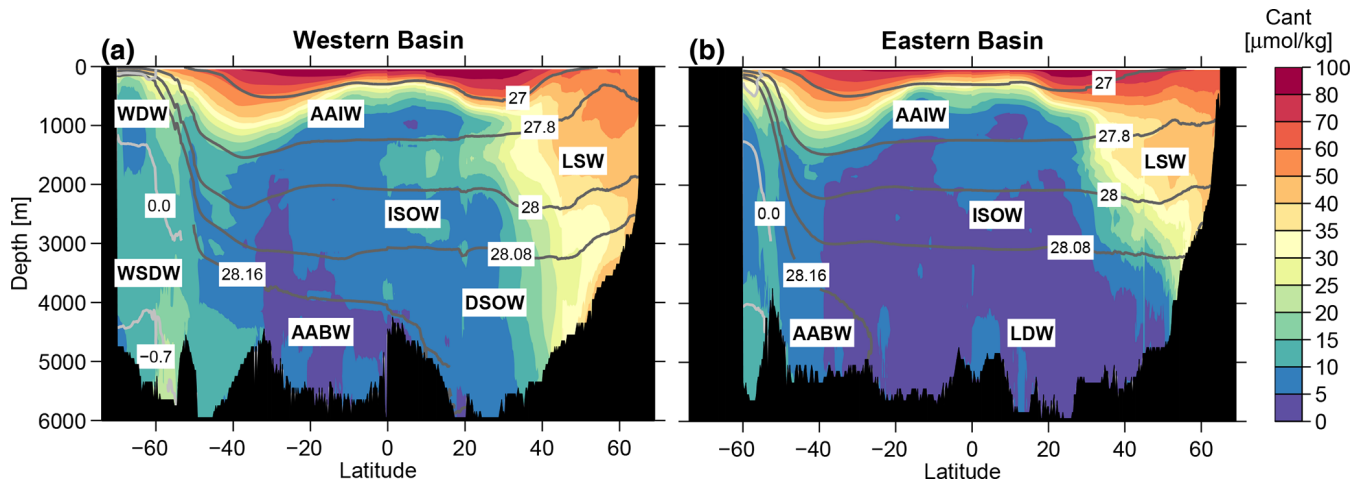 (a) Western Basin
(b) Eastern Basin
Cant
[µmol/kg]
Depth [m]
0
1000
2000
3000
4000
5000
6000
WDW
AAIW
27
27.8
LSW
0.0
ISOW
28
28.08
WSDW
28.16
DSOW
AABW
−0.7
−60
−40
−20
0
20
40
60
Latitude
AAIW
27
27.8
LSW
0.0
ISOW
28
28.08
28.16
AABW
LDW
−60
−40
−20
0
20
40
60
Latitude
100
80
70
60
50
40
35
30
25
20
15
10
5
0